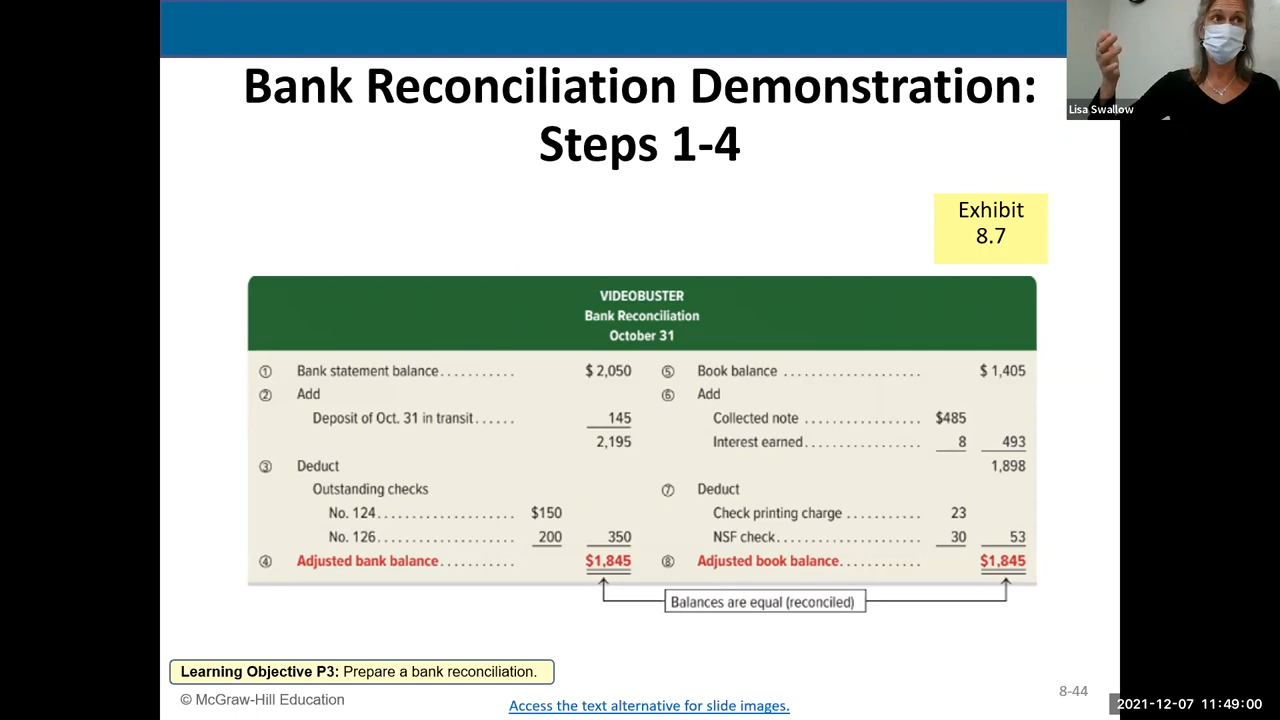 Bank Reconciliation Demonstration:
Steps 1-4
Lisa Swallow
Exhibit
8.7
VIDEOBUSTER
Bank Reconciliation
October 31
① Bank statement balance........... $ 2,050 ⑤ Book balance ..................... $ 1,405
② Add ⑥ Add
Deposit of Oct. 31 in transit...... 145 Collected note .................. $485
2,195 Interest earned.................. 8 493
③ Deduct 1,898
Outstanding checks ⑦ Deduct
No. 124..................... $150 Check printing charge ........... 23
No. 126..................... 200 350 NSF check...................... 30 53
④ Adjusted bank balance........... $1,845 ⑧ Adjusted book balance............ $1,845
Balances are equal (reconciled)
Learning Objective P3: Prepare a bank reconciliation.
© McGraw-Hill Education
Access the text alternative for slide images.
8-44
2021-12-07 11:49:00